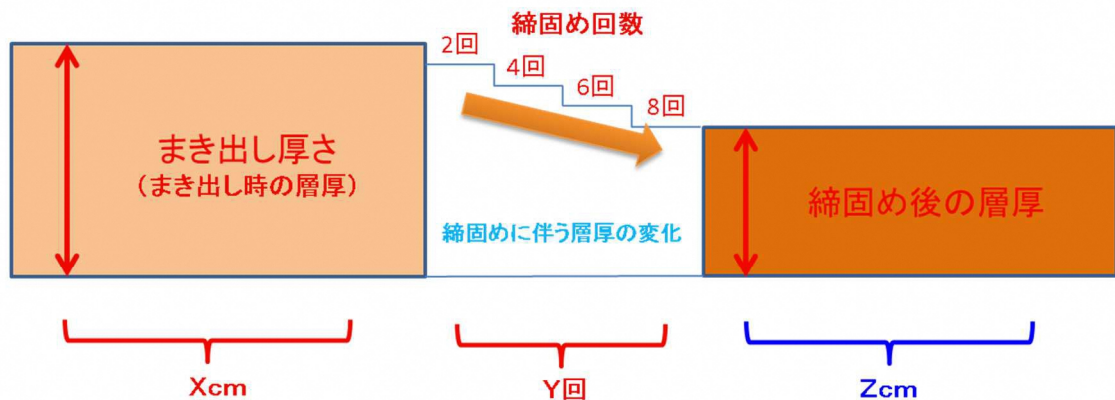 締固め回数
2回
4回
6回
8回
まき出し厚さ
(まき出し時の層厚)
締固めに伴う層厚の変化
締固め後の層厚
Xcm
Y回
Zcm